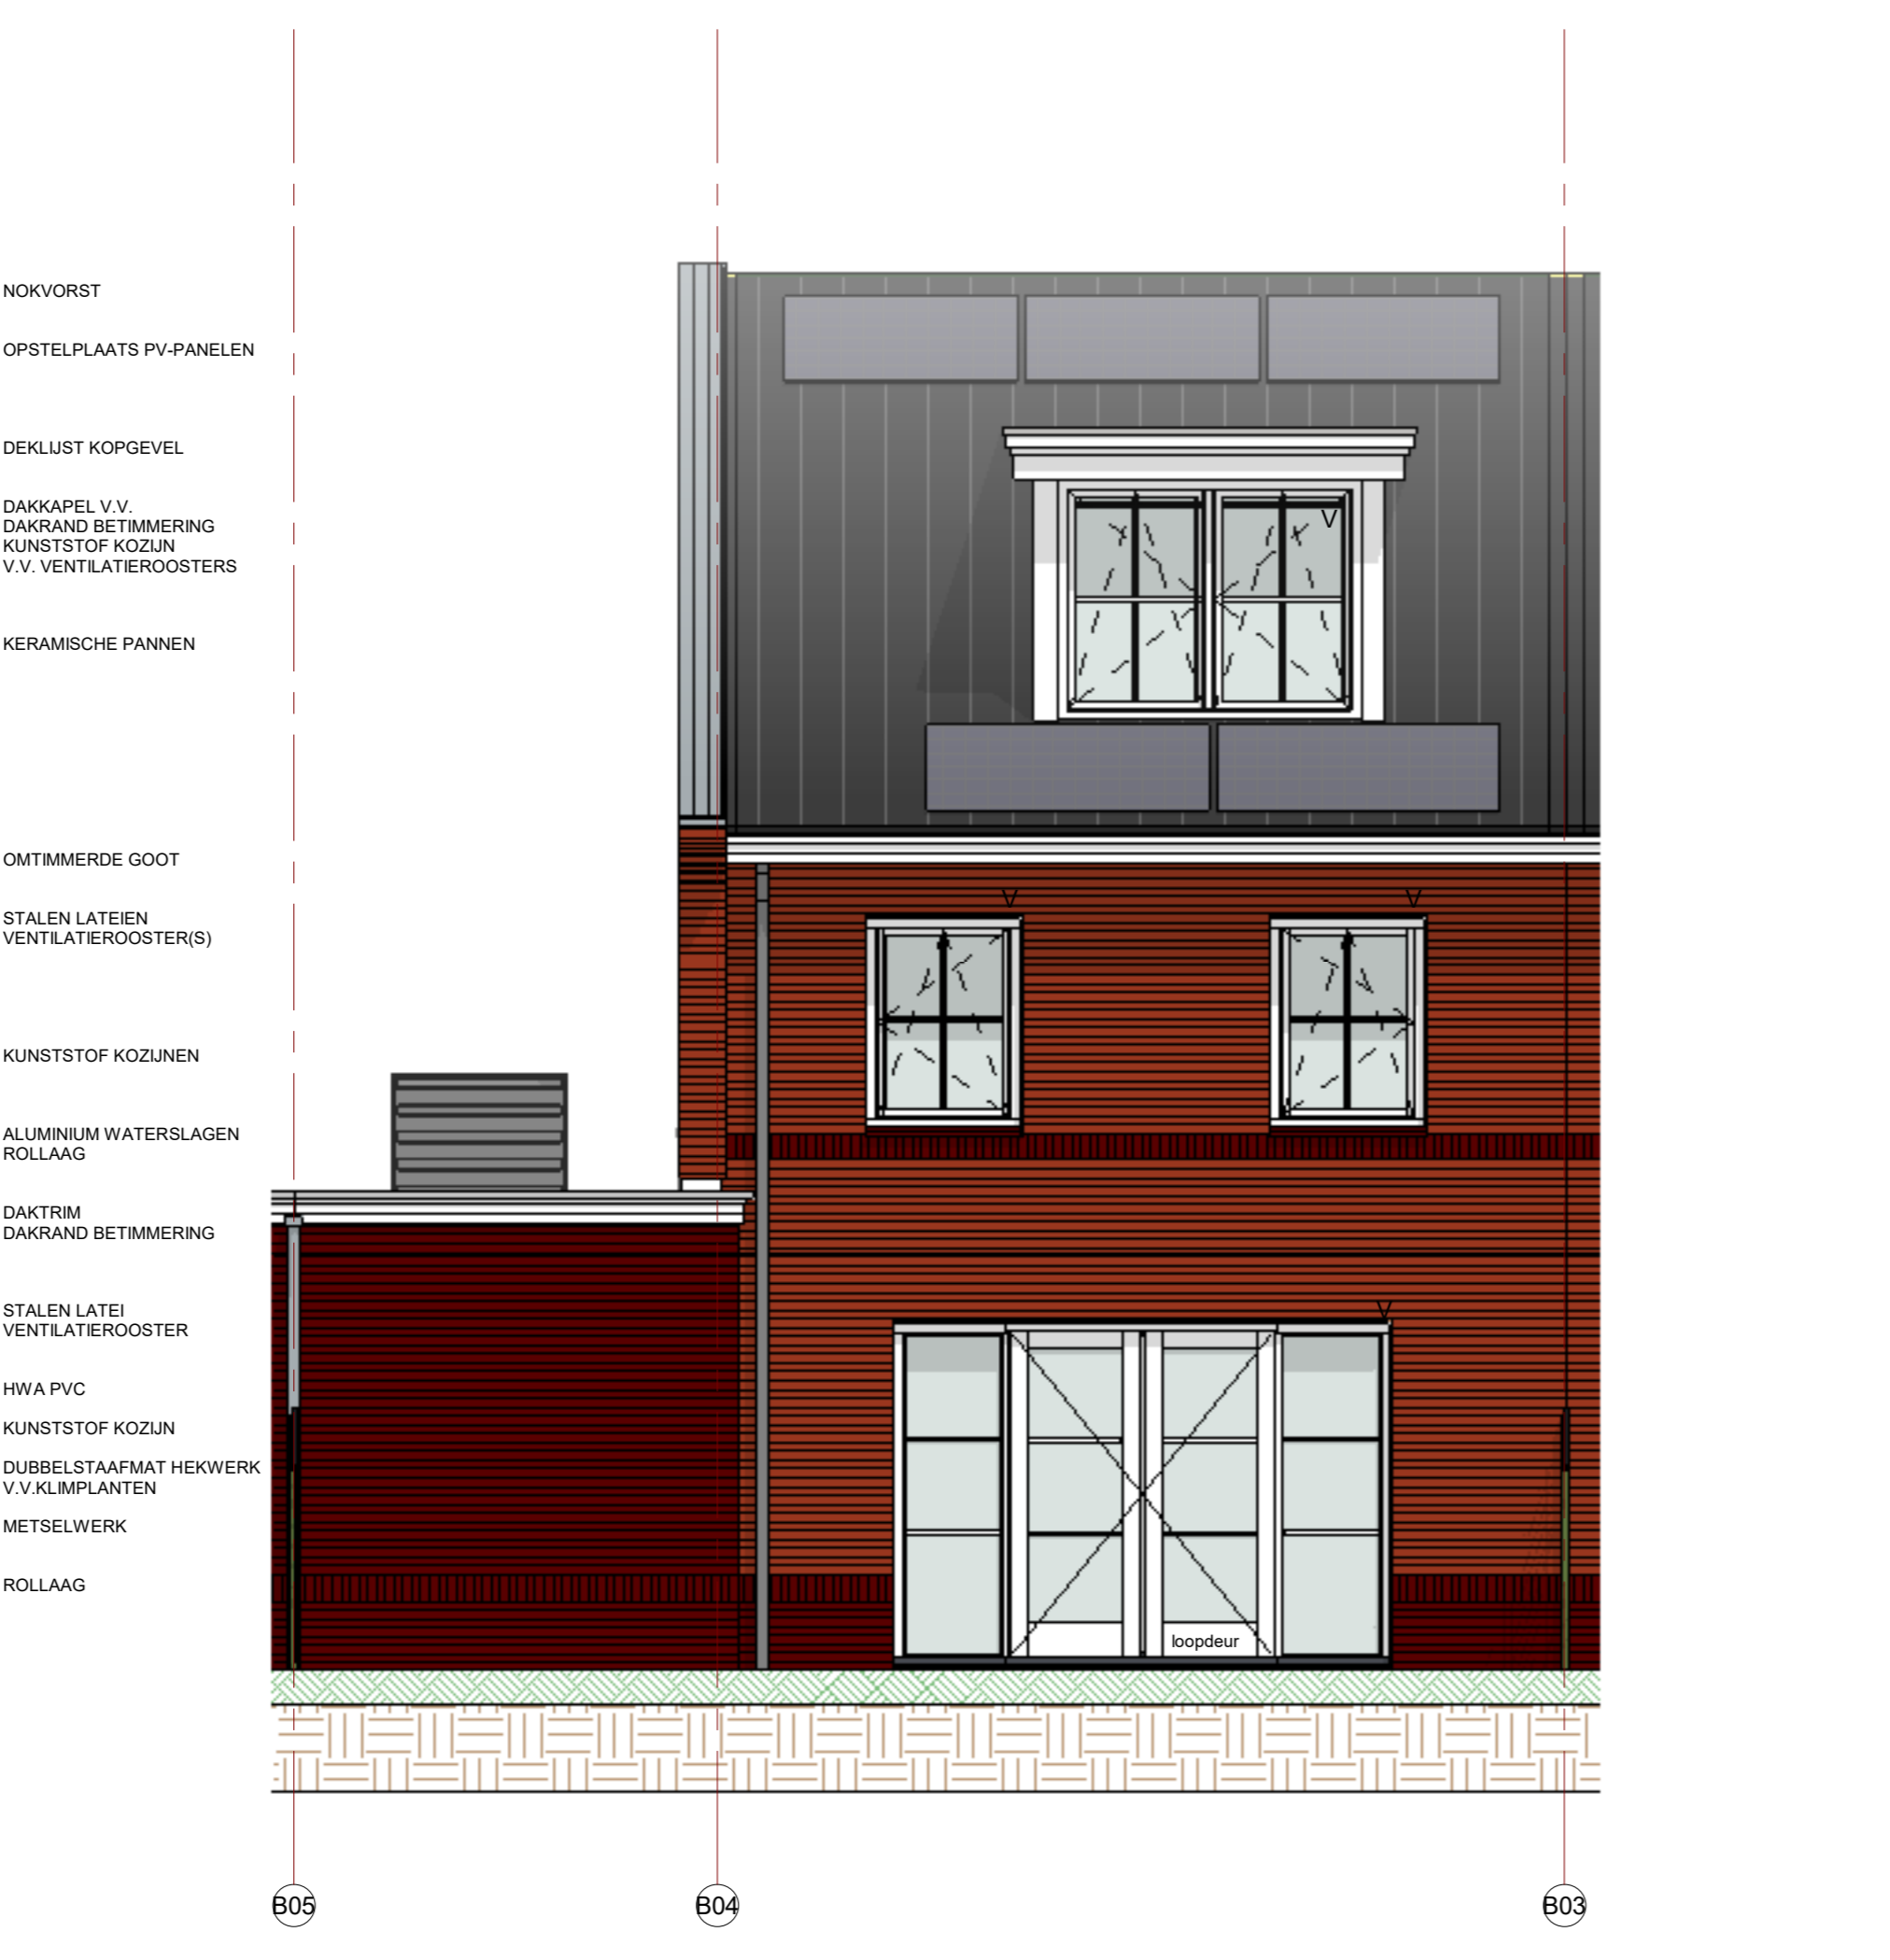 NOKVORST
OPSTELPLAATS PV-PANELEN
DEKLIJST KOPGEVEL
DAKKAPEL V.V.
DAKRAND BETIMMERING
KUNSTSTOF KOZIJN
V.V. VENTILATIEROOSTERS
V
KERAMISCHE PANNEN
OMTIMMERDE GOOT
V
V
STALEN LATEIEN
VENTILATIEROOSTER(S)
KUNSTSTOF KOZIJNEN
ALUMINIUM WATERSLAGEN
ROLLAAG
DAKTRIM
DAKRAND BETIMMERING
V
STALEN LATEI
VENTILATIEROOSTER
HWA PVC
KUNSTSTOF KOZIJN
DUBBELSTAAFMAT HEKWERK
V.V.KLIMPLANTEN
METSELWERK
ROLLAAG
loopdeur
B05
B04
B03